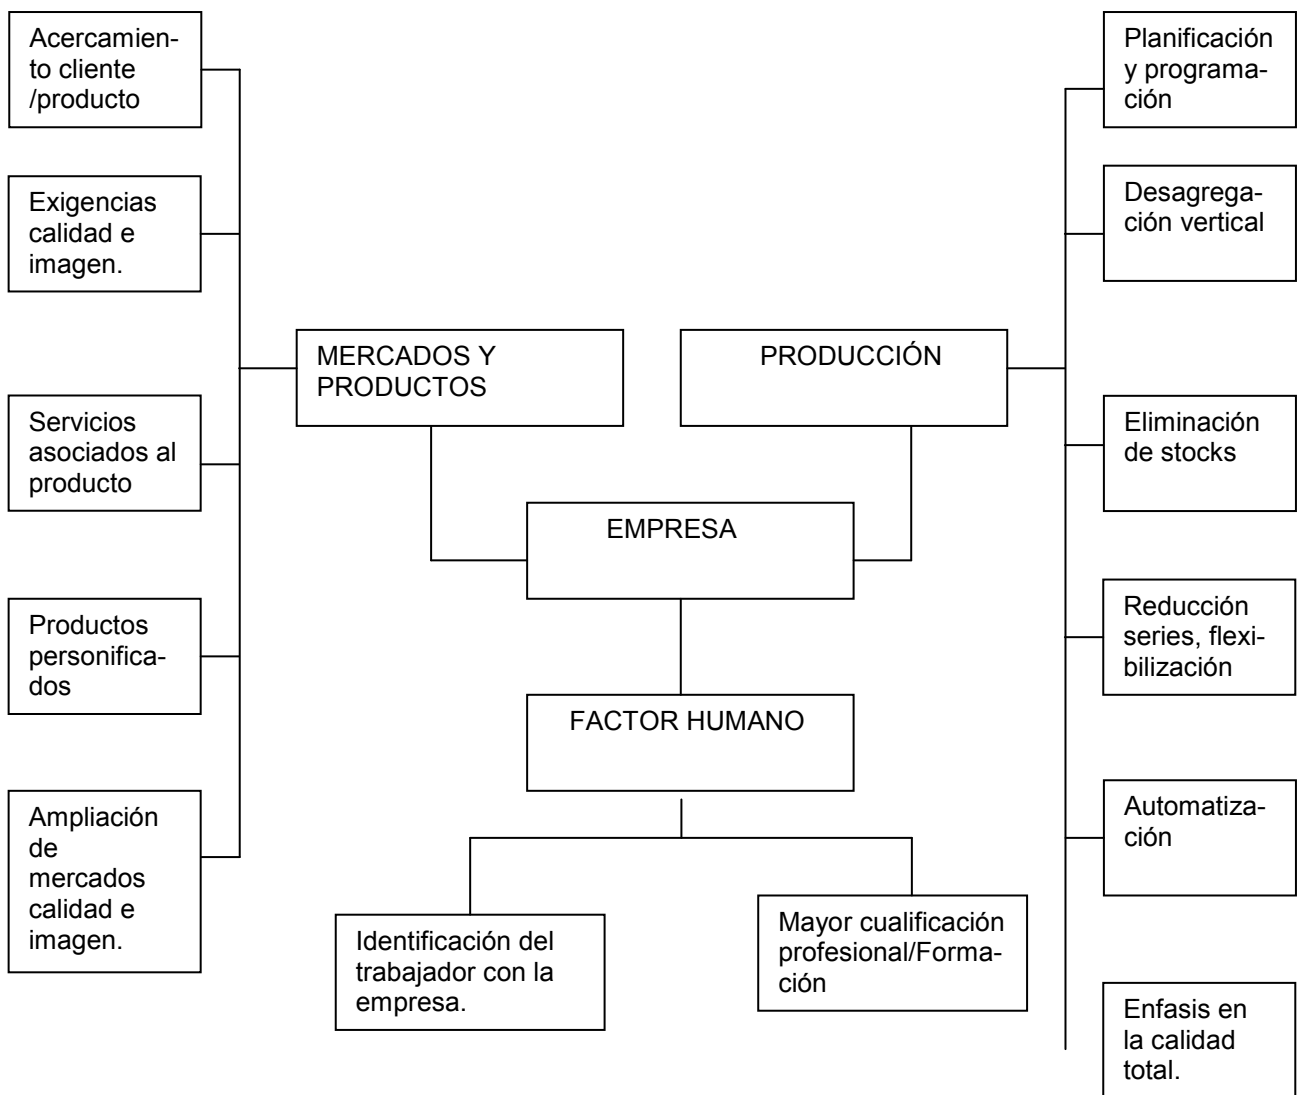 Acercamien-
to cliente
/producto
Exigencias
calidad e
imagen.
Servicios
asociados al
producto
Productos
personifica-
dos
Ampliación
de
mercados
calidad e
imagen.
MERCADOS Y
PRODUCTOS
PRODUCCIÓN
EMPRESA
FACTOR HUMANO
Identificación del
trabajador con la
empresa.
Mayor cualificación
profesional/Forma-
ción
Planificación
y programa-
ción
Desagrega-
ción vertical
Eliminación
de stocks
Reducción
series, flexi-
bilización
Automatiza-
ción
Enfasis en
la calidad
total.